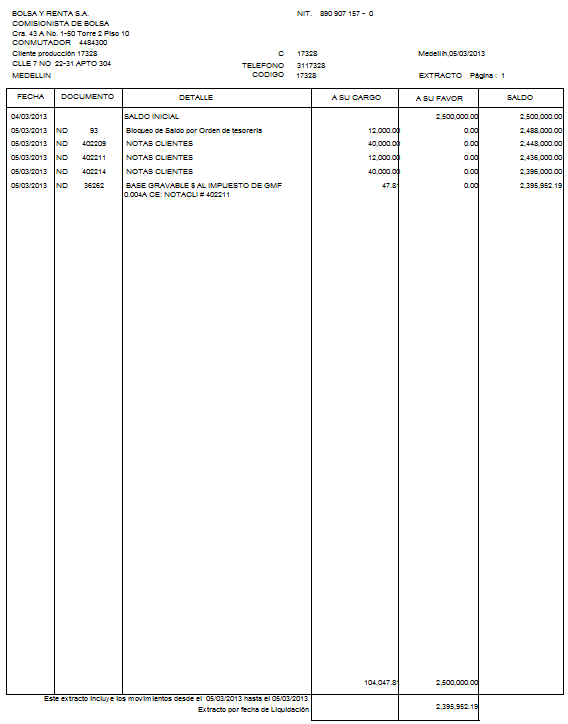 BOLSA Y RENTA S.A. NIT. 890 907 157 - 0
COMISIONISTA DE BOLSA
Cra. 43 A No. 1-50 Torre 2 Piso 10
CONMUTADOR 4484300
Cliente producción 17328 C 17328 Medellín,05/03/2013
CLLE 7 NO 22-31 APTO 304 TELEFONO 3117328
MEDELLIN CODIGO 17328 EXTRACTO Página : 1
FECHA DOCUMENTO DETALLE A SU CARGO A SU FAVOR SALDO
04/03/2013 SALDO INICIAL 2,500,000.00 2,500,000.00
05/03/2013 ND 93 Bloqueo de Saldo por Orden de tesorería 12,000.00 0.00 2,488,000.00
05/03/2013 ND 402209 NOTAS CLIENTES 40,000.00 0.00 2,448,000.00
05/03/2013 ND 402211 NOTAS CLIENTES 12,000.00 0.00 2,436,000.00
05/03/2013 ND 402214 NOTAS CLIENTES 40,000.00 0.00 2,396,000.00
05/03/2013 ND 36262 BASE GRAVABLE $ AL IMPUESTO DE GMF 47.81 0.00 2,395,952.19
0.004A CE: NOTACLI # 402211
104,047.81 2,500,000.00
Este extracto incluye los movimientos desde el 05/03/2013 hasta el 05/03/2013
Extracto por fecha de Liquidación 2,395,952.19